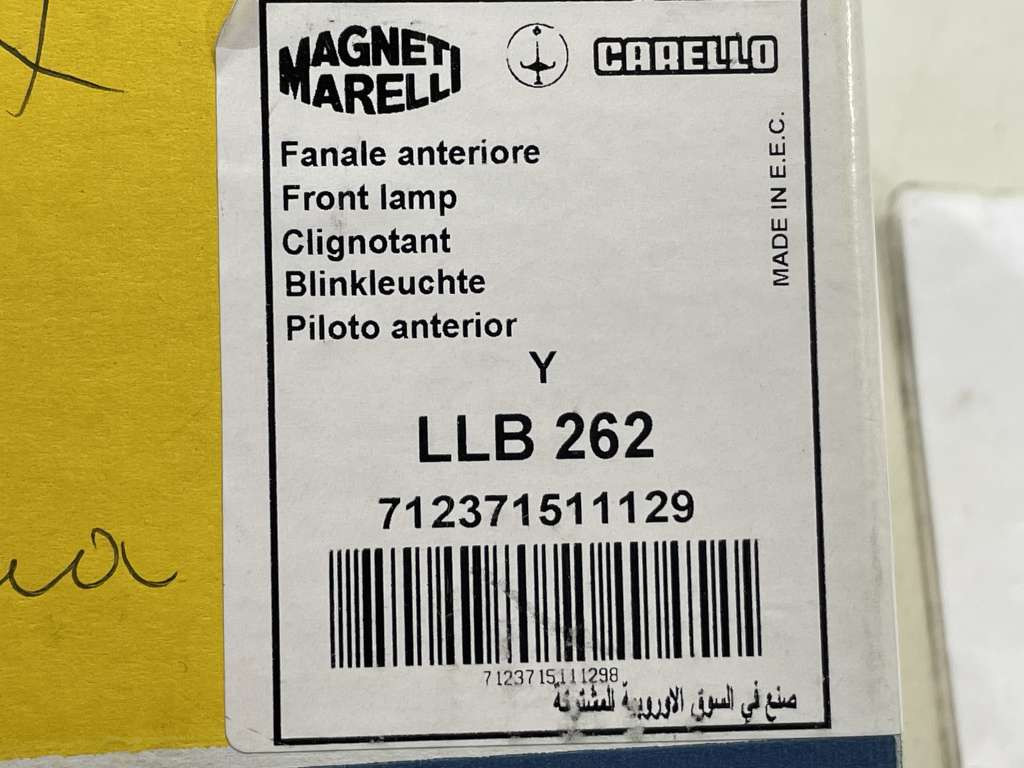 MAGNETI
MARELLI
CARELLO
MADE IN E.E.C.
Fanale anteriore
Front lamp
Clignotant
Blinkleuchte
Piloto anterior
Y
LLB 262
712371511129
7123715111298
صنع في السوق الاوروبية المشتركة